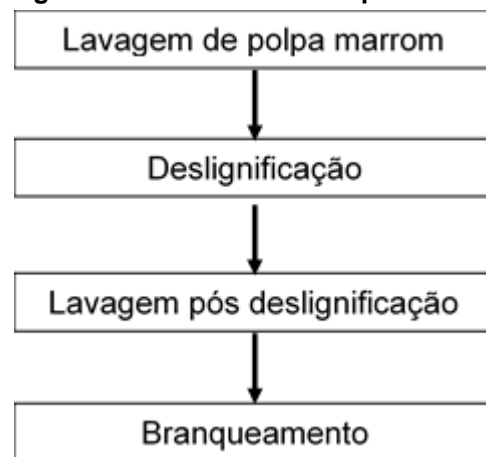 Lavagem de polpa marrom
Deslignificação
Lavagem pós deslignificação
Branqueamento